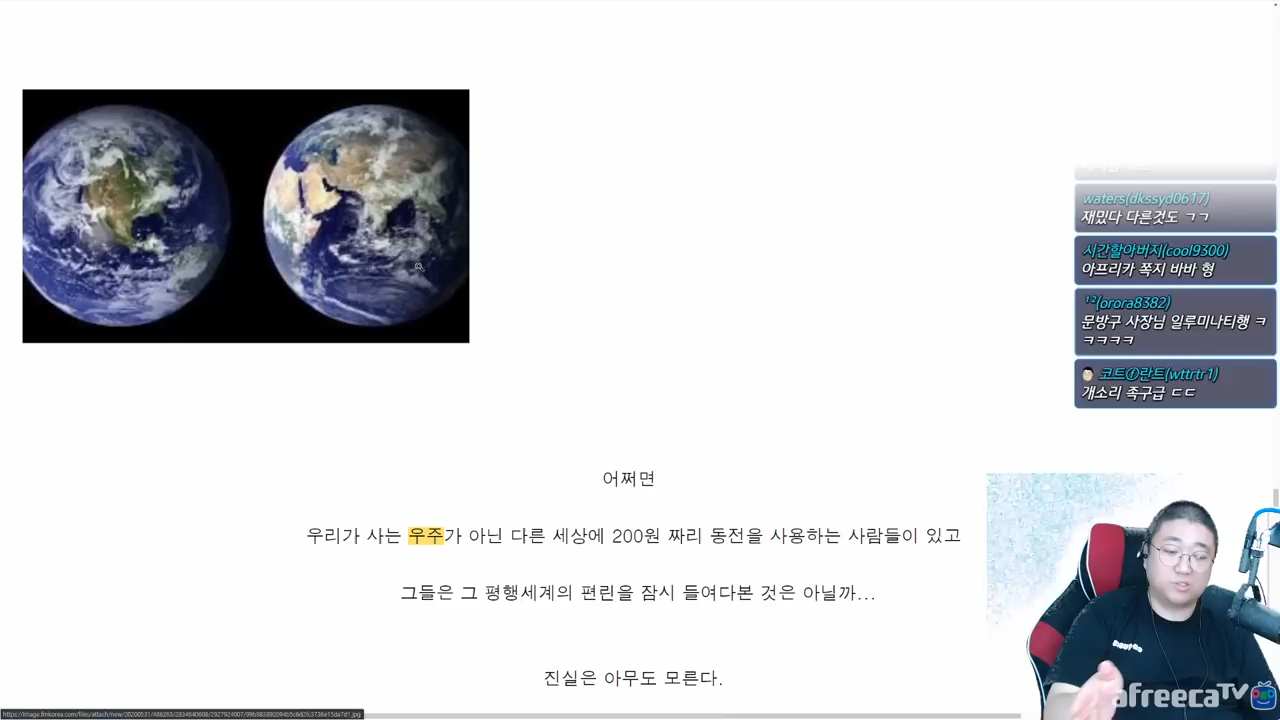 waters(dkssyd0617)
재밌다 다른것도 ㄱㄱ
시간할아버지(cool9300)
아프리카 쪽지 바바 형
¹²(orora8382)
문방구 사장님 일루미나티행 ㅋ
ㅋㅋㅋㅋ
코트ⓕ란트(wttrtr1)
개소리 족구급 ㄷㄷ
어쩌면
우리가 사는 우주가 아닌 다른 세상에 200원 짜리 동전을 사용하는 사람들이 있고
그들은 그 평행세계의 편린을 잠시 들여다본 것은 아닐까...
진실은 아무도 모른다.
afreecaTV